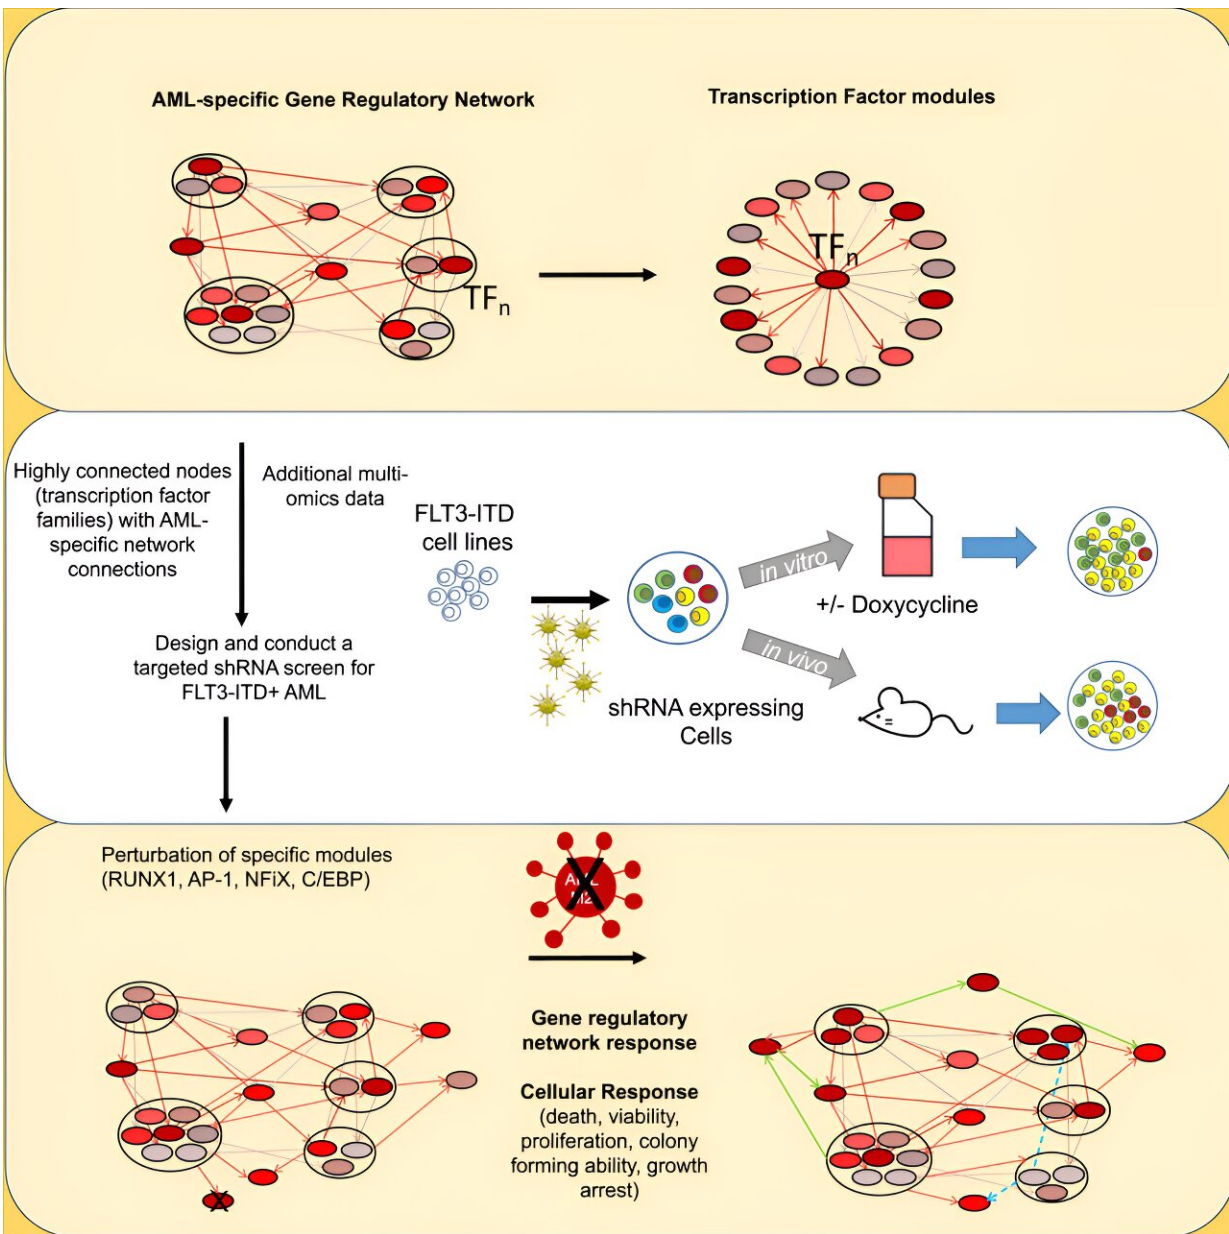 AML-specific Gene Regulatory Network
Transcription Factor modules
TFn
TFn
Highly connected nodes
(transcription factor
families) with AML-
specific network
connections
Additional multi-
omics data
Design and conduct a
targeted shRNA screen for
FLT3-ITD+ AML
FLT3-ITD
cell lines
shRNA expressing
Cells
in vitro
in vivo
+/- Doxycycline
Perturbation of specific modules
(RUNX1, AP-1, NFiX, C/EBP)
X
X
Gene regulatory
network response
Cellular Response
(death, viability,
proliferation, colony
forming ability, growth
arrest)